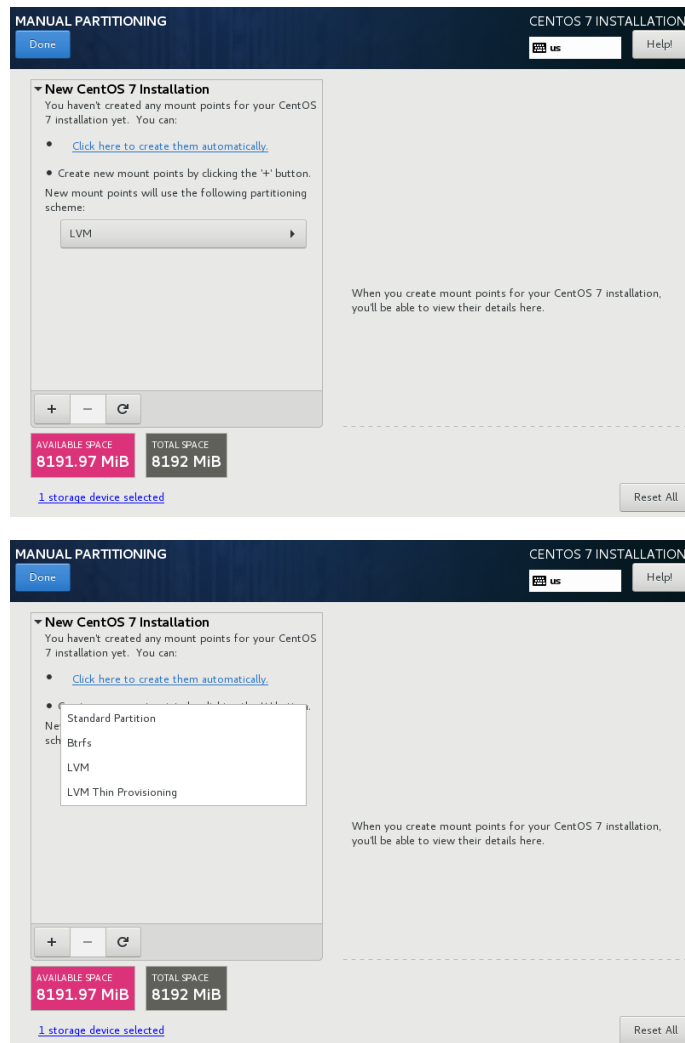 MANUAL PARTITIONING
CENTOS 7 INSTALLATION
Done
us
Help!
New CentOS 7 Installation
You haven't created any mount points for your CentOS
7 installation yet. You can:
• Click here to create them automatically.
• Create new mount points by clicking the '+' button.
New mount points will use the following partitioning
scheme:
LVM
When you create mount points for your CentOS 7 installation,
you'll be able to view their details here.
+ −
AVAILABLE SPACE
8191.97 MiB
TOTAL SPACE
8192 MiB
1 storage device selected
Reset All
MANUAL PARTITIONING
CENTOS 7 INSTALLATION
Done
us
Help!
New CentOS 7 Installation
You haven't created any mount points for your CentOS
7 installation yet. You can:
• Click here to create them automatically.
Standard Partition
Btrfs
LVM
LVM Thin Provisioning
When you create mount points for your CentOS 7 installation,
you'll be able to view their details here.
+ −
AVAILABLE SPACE
8191.97 MiB
TOTAL SPACE
8192 MiB
1 storage device selected
Reset All